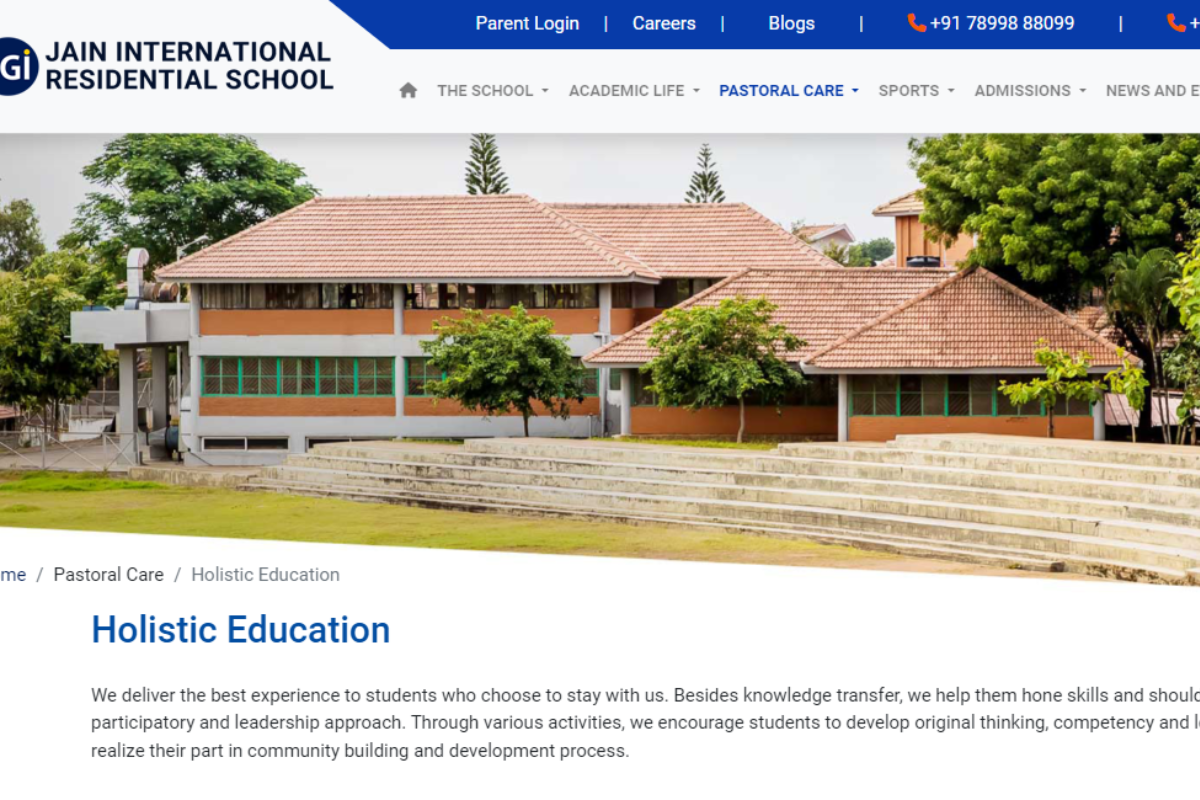 Parent Login | Careers | Blogs | +91 78998 88099 | +
Gi JAIN INTERNATIONAL
RESIDENTIAL SCHOOL
THE SCHOOL ACADEMIC LIFE PASTORAL CARE SPORTS ADMISSIONS NEWS AND E
me / Pastoral Care / Holistic Education
Holistic Education
We deliver the best experience to students who choose to stay with us. Besides knowledge transfer, we help them hone skills and should
participatory and leadership approach. Through various activities, we encourage students to develop original thinking, competency and
realize their part in community building and development process.